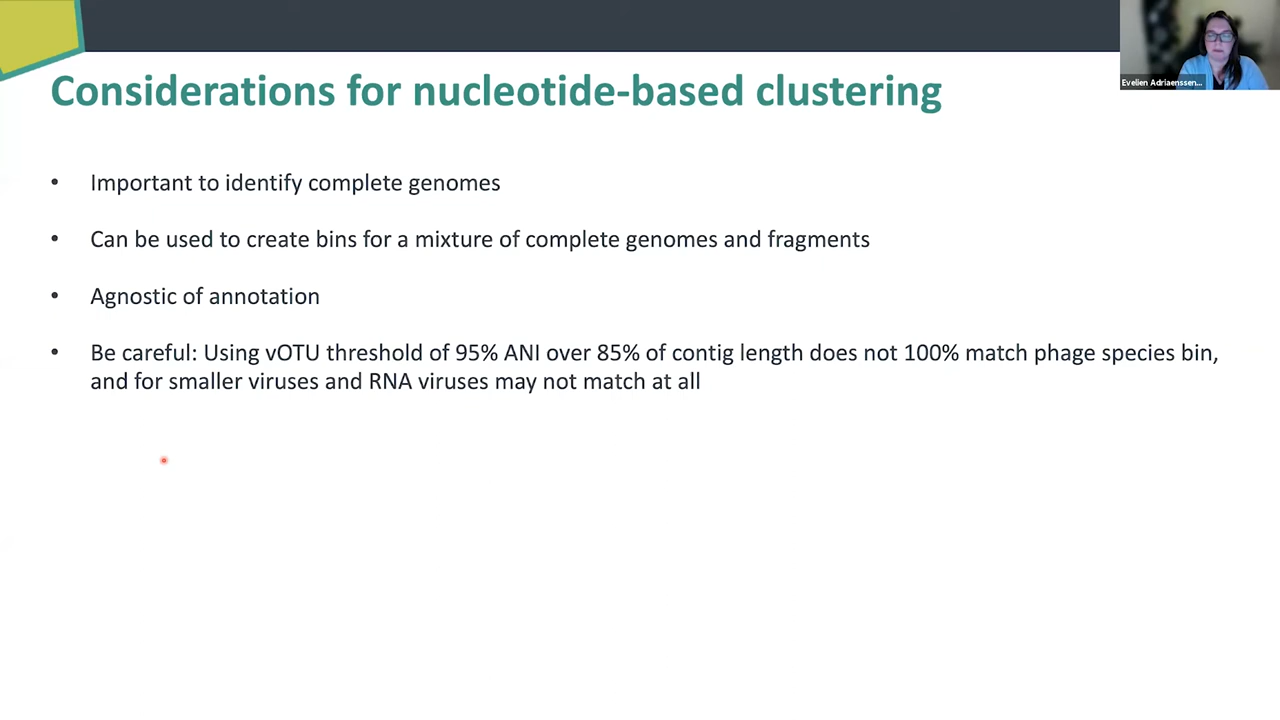 Evelien Adriaenssen...
Considerations for nucleotide-based clustering
• Important to identify complete genomes
• Can be used to create bins for a mixture of complete genomes and fragments
• Agnostic of annotation
• Be careful: Using vOTU threshold of 95% ANI over 85% of contig length does not 100% match phage species bin,
and for smaller viruses and RNA viruses may not match at all